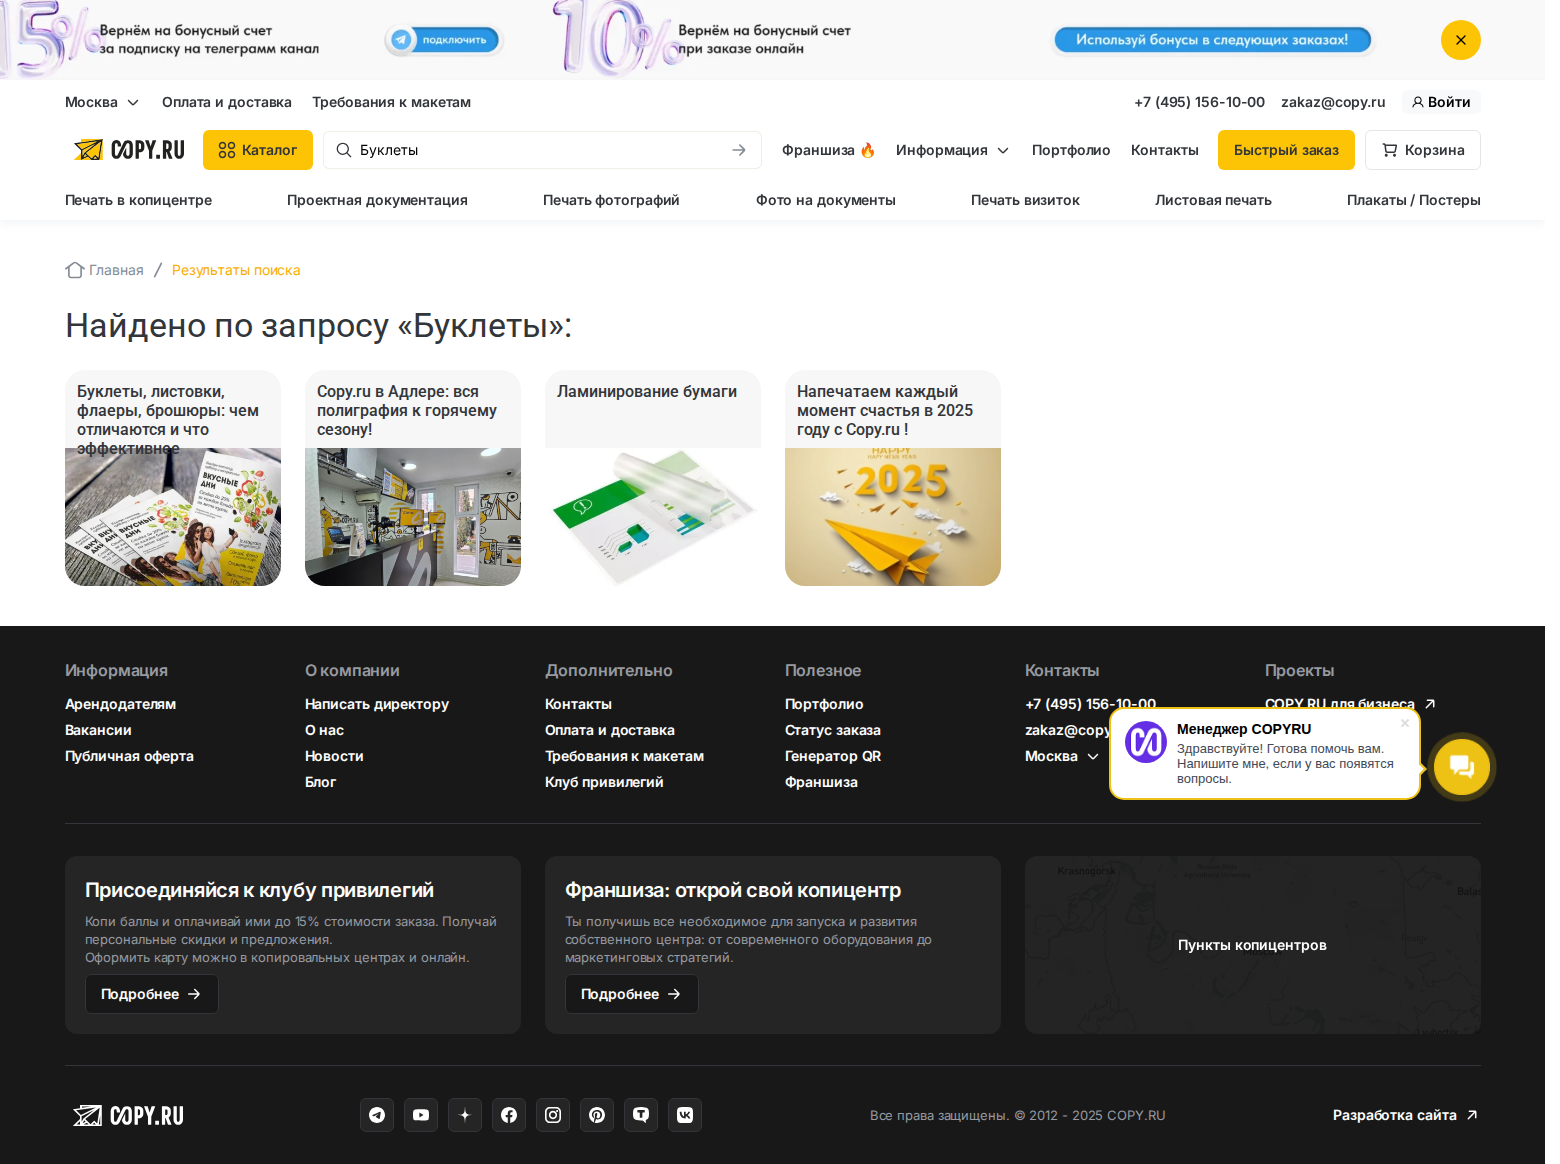 15%
Вернём на бонусный счет
за подписку на телеграмм канал
подключить
10%
Вернём на бонусный счет
при заказе онлайн
Используй бонусы в следующих заказах!
Москва
Оплата и доставка
Требования к макетам
+7 (495) 156-10-00
zakaz@copy.ru
Войти
COPY.RU
Каталог
Буклеты
Франшиза
Информация
Портфолио
Контакты
Быстрый заказ
Корзина
Печать в копицентре
Проектная документация
Печать фотографий
Фото на документы
Печать визиток
Листовая печать
Плакаты / Постеры
Главная / Результаты поиска
Найдено по запросу «Буклеты»:
Буклеты, листовки,
флаеры, брошюры: чем
отличаются и что
эффективнее
ВКУСНЫЕ
ДНИ
Copy.ru в Адлере: вся
полиграфия к горячему
сезону!
Ламинирование бумаги
Напечатаем каждый
момент счастья в 2025
году с Copy.ru !
HAPPY
HAPPY NEW YEAR
2025
Информация
Арендодателям
Вакансии
Публичная оферта
О компании
Написать директору
О нас
Новости
Блог
Дополнительно
Контакты
Оплата и доставка
Требования к макетам
Клуб привилегий
Полезное
Портфолио
Статус заказа
Генератор QR
Франшиза
Контакты
+7 (495) 156-10-00
zakaz@copy
Москва
Проекты
COPY.RU для бизнеса
Менеджер COPYRU
Здравствуйте! Готова помочь вам.
Напишите мне, если у вас появятся
вопросы.
Присоединяйся к клубу привилегий
Копи баллы и оплачивай ими до 15% стоимости заказа. Получай
персональные скидки и предложения.
Оформить карту можно в копировальных центрах и онлайн.
Подробнее
Франшиза: открой свой копицентр
Ты получишь все необходимое для запуска и развития
собственного центра: от современного оборудования до
маркетинговых стратегий.
Подробнее
Krasnogorsk
Пункты копицентров
Moscow
COPY.RU
Все права защищены. © 2012 - 2025 COPY.RU
Разработка сайта